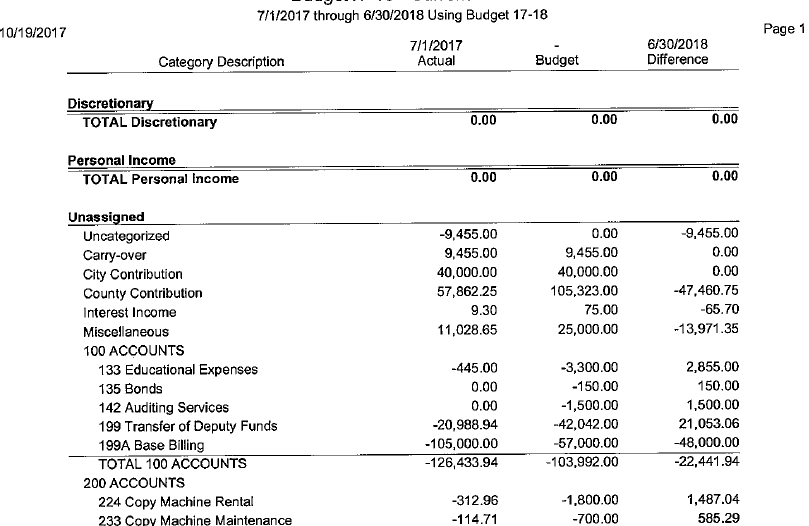 7/1/2017 through 6/30/2018 Using Budget 17-18
10/19/2017 Page 1
7/1/2017 - 6/30/2018
Category Description Actual Budget Difference
Discretionary
TOTAL Discretionary 0.00 0.00 0.00
Personal Income
TOTAL Personal Income 0.00 0.00 0.00
Unassigned
Uncategorized -9,455.00 0.00 -9,455.00
Carry-over 9,455.00 9,455.00 0.00
City Contribution 40,000.00 40,000.00 0.00
County Contribution 57,862.25 105,323.00 -47,460.75
Interest Income 9.30 75.00 -65.70
Miscellaneous 11,028.65 25,000.00 -13,971.35
100 ACCOUNTS
133 Educational Expenses -445.00 -3,300.00 2,855.00
135 Bonds 0.00 -150.00 150.00
142 Auditing Services 0.00 -1,500.00 1,500.00
199 Transfer of Deputy Funds -20,988.94 -42,042.00 21,053.06
199A Base Billing -105,000.00 -57,000.00 -48,000.00
TOTAL 100 ACCOUNTS -126,433.94 -103,992.00 -22,441.94
200 ACCOUNTS
224 Copy Machine Rental -312.96 -1,800.00 1,487.04
233 Copy Machine Maintenance -114.71 -700.00 585.29